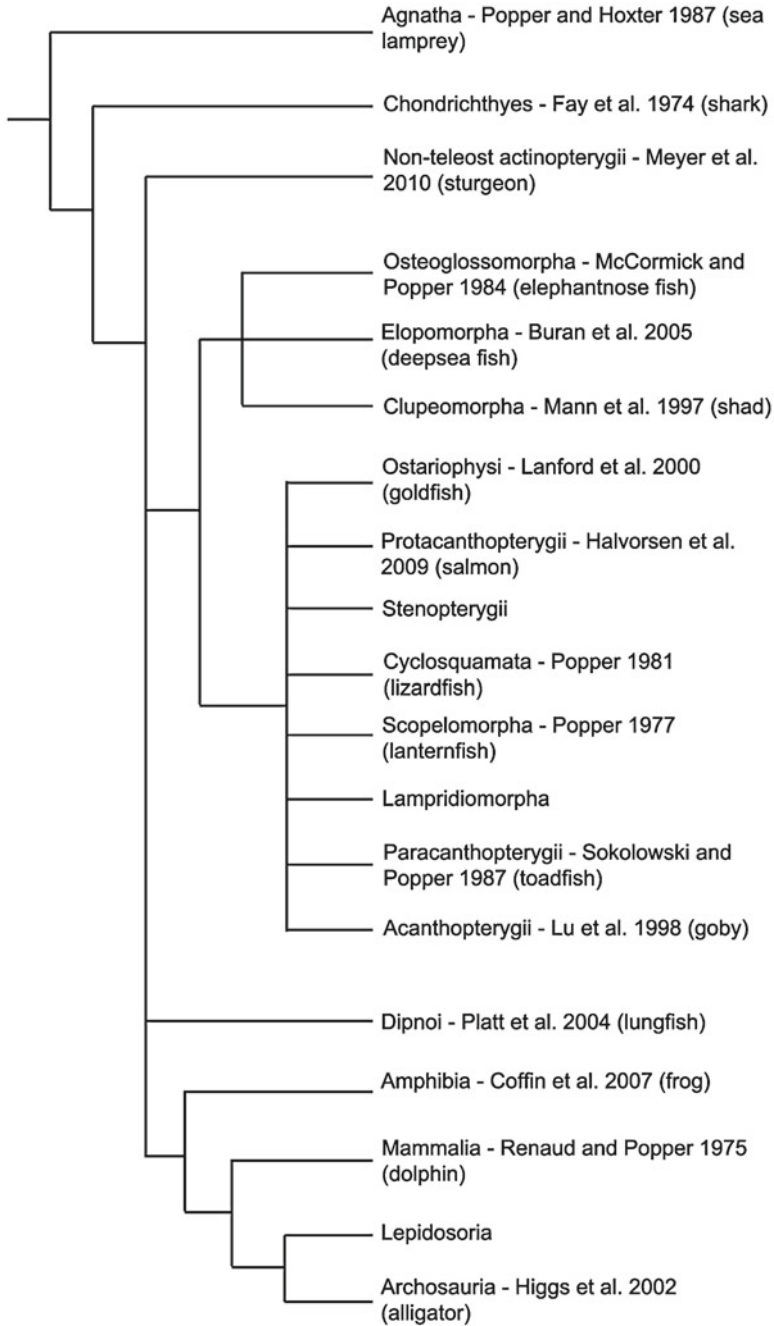 Agnatha - Popper and Hoxter 1987 (sea
lamprey)
Chondrichthyes - Fay et al. 1974 (shark)
Non-teleost actinopterygii - Meyer et al.
2010 (sturgeon)
Osteoglossomorpha - McCormick and
Popper 1984 (elephantnose fish)
Elopomorpha - Buran et al. 2005
(deepsea fish)
Clupeomorpha - Mann et al. 1997 (shad)
Ostariophysi - Lanford et al. 2000
(goldfish)
Protacanthopterygii - Halvorsen et al.
2009 (salmon)
Stenopterygii
Cyclosquamata - Popper 1981
(lizardfish)
Scopelomorpha - Popper 1977
(lanternfish)
Lampridiomorpha
Paracanthopterygii - Sokolowski and
Popper 1987 (toadfish)
Acanthopterygii - Lu et al. 1998 (goby)
Dipnoi - Platt et al. 2004 (lungfish)
Amphibia - Coffin et al. 2007 (frog)
Mammalia - Renaud and Popper 1975
(dolphin)
Lepidosoria
Archosauria - Higgs et al. 2002
(alligator)